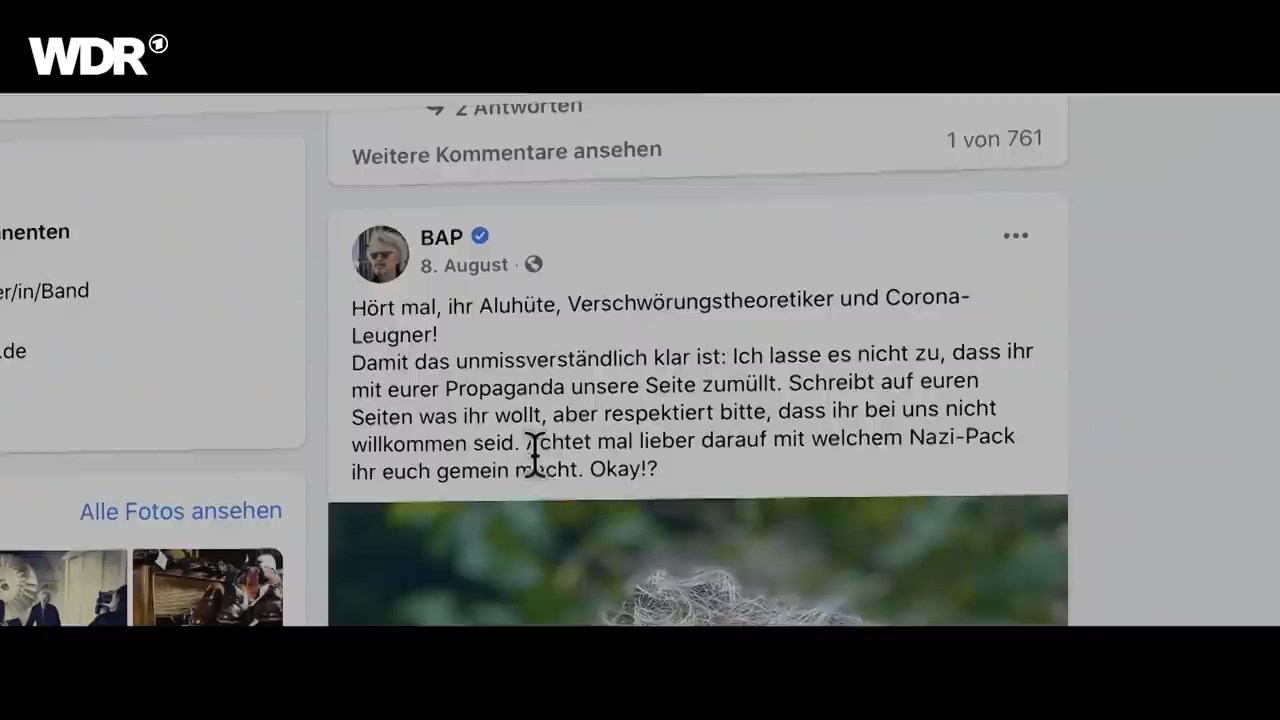 WDR
2 Antworten
Weitere Kommentare ansehen
1 von 761
BAP
8. August ·
Hört mal, ihr Aluhüte, Verschwörungstheoretiker und Corona-
Leugner!
Damit das unmissverständlich klar ist: Ich lasse es nicht zu, dass ihr
mit eurer Propaganda unsere Seite zumüllt. Schreibt auf euren
Seiten was ihr wollt, aber respektiert bitte, dass ihr bei uns nicht
willkommen seid. Achtet mal lieber darauf mit welchem Nazi-Pack
ihr euch gemein macht. Okay!?
nenten
er/in/Band
.de
Alle Fotos ansehen